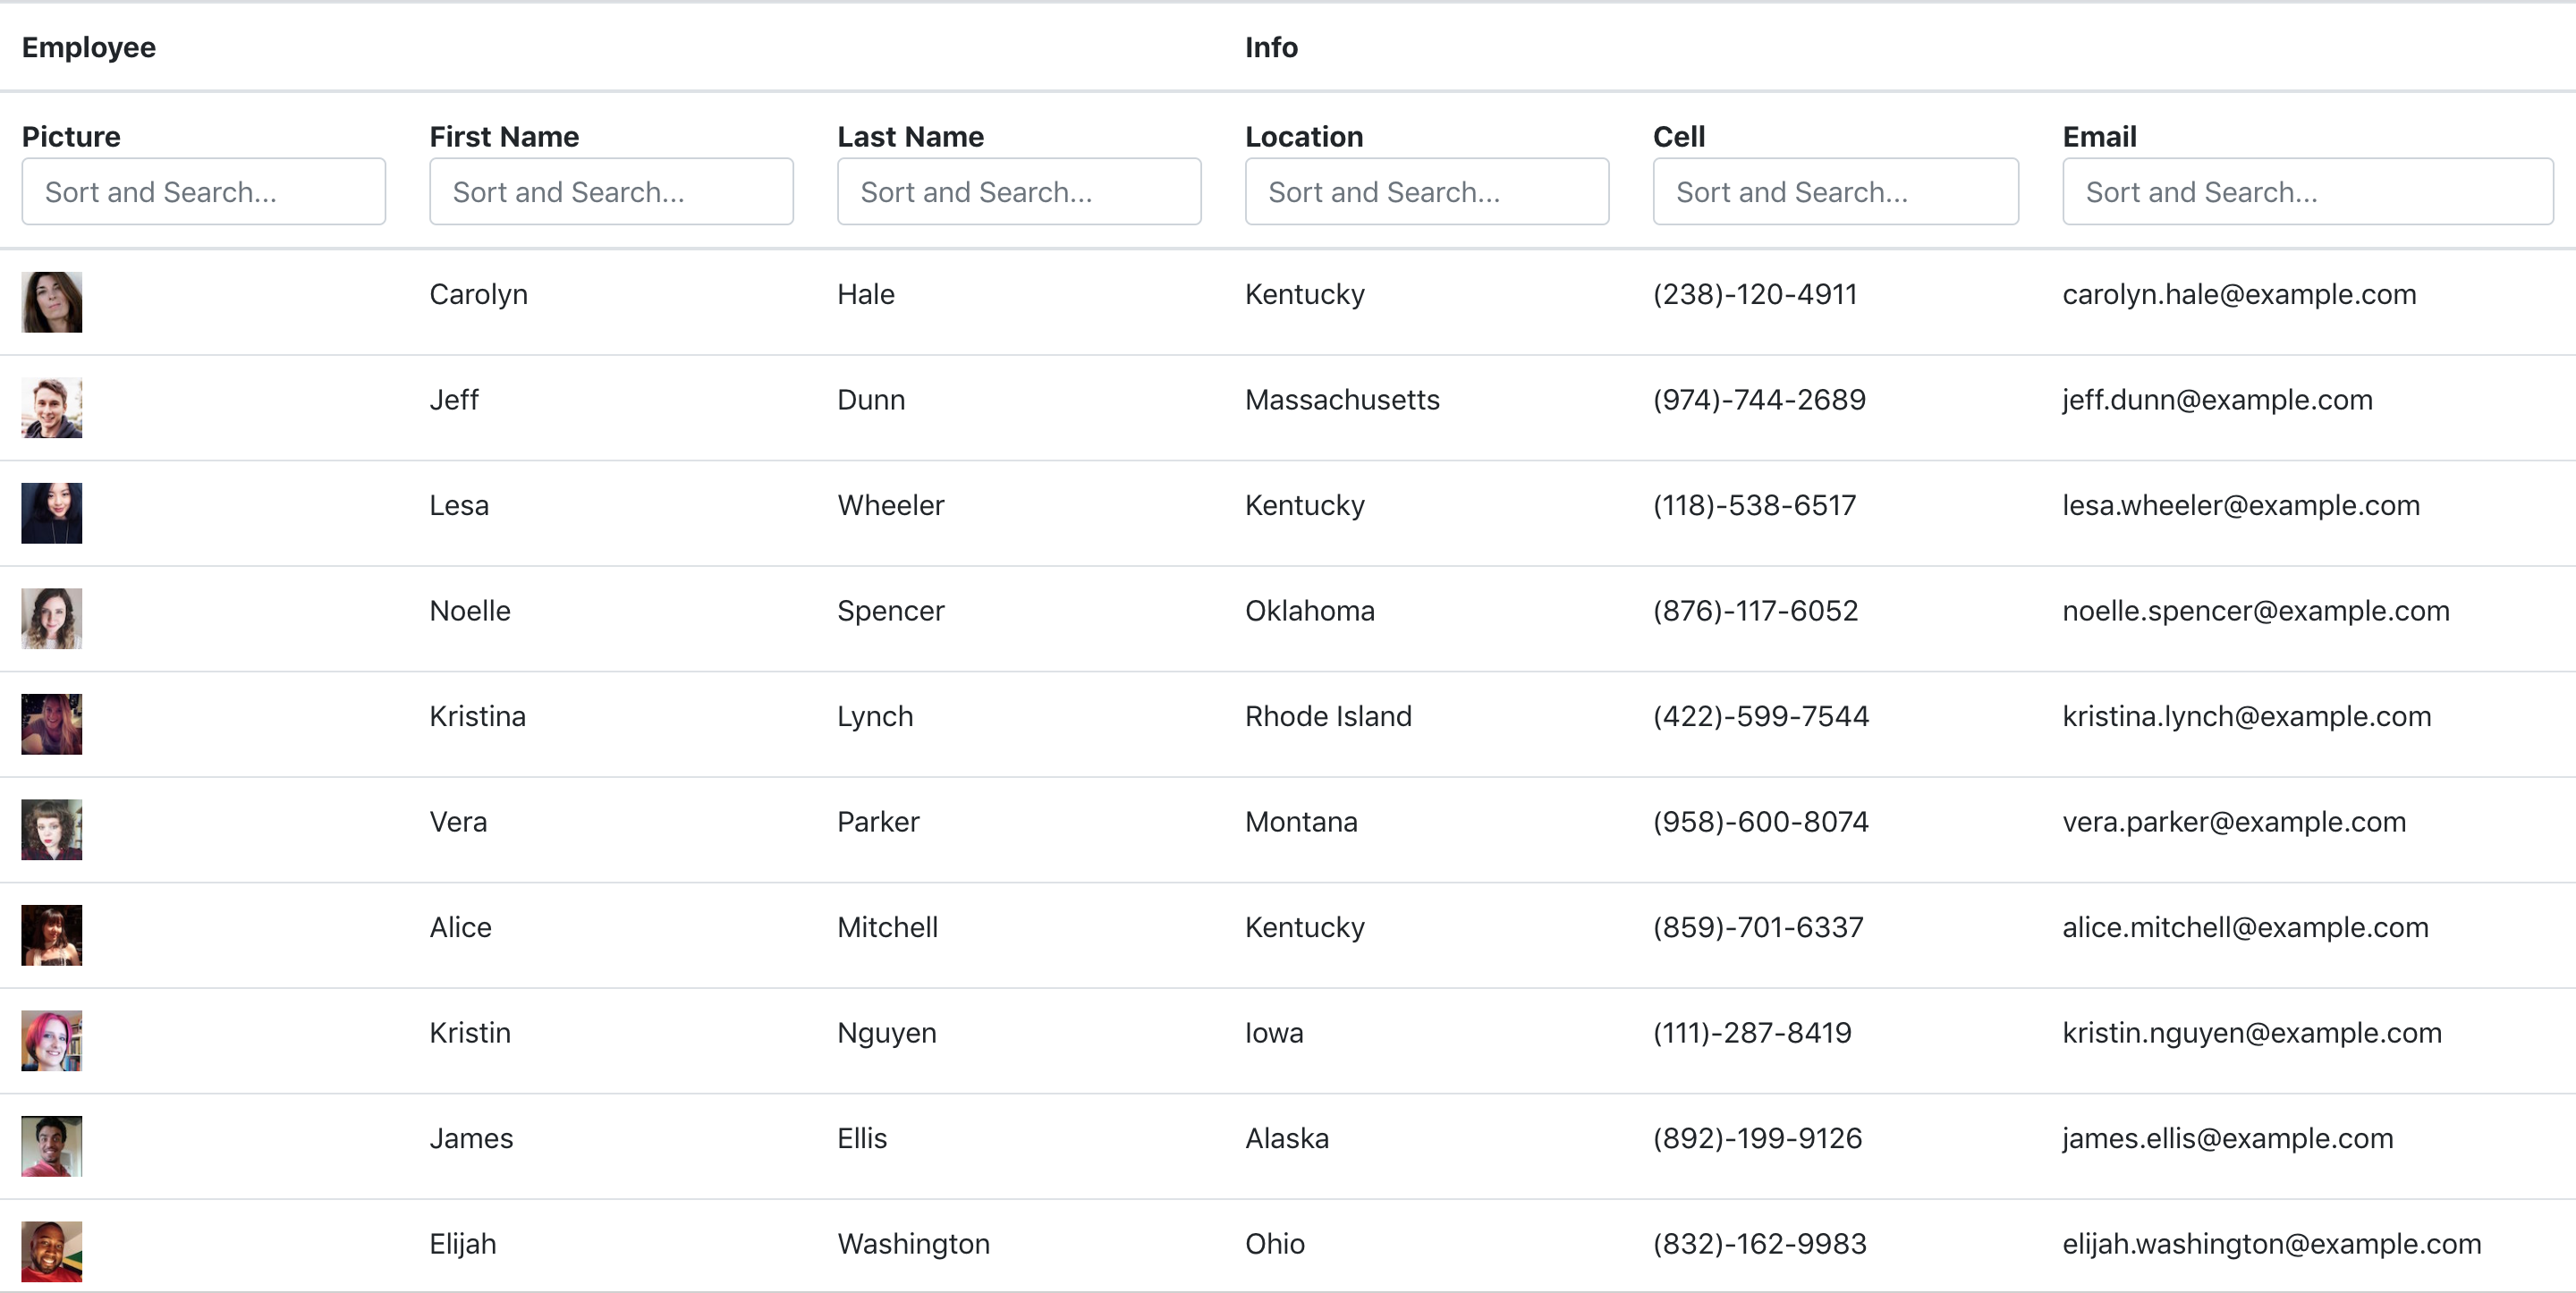 Employee Info
Picture First Name Last Name Location Cell Email
Sort and Search... Sort and Search... Sort and Search... Sort and Search... Sort and Search... Sort and Search...
Carolyn Hale Kentucky (238)-120-4911 carolyn.hale@example.com
Jeff Dunn Massachusetts (974)-744-2689 jeff.dunn@example.com
Lesa Wheeler Kentucky (118)-538-6517 lesa.wheeler@example.com
Noelle Spencer Oklahoma (876)-117-6052 noelle.spencer@example.com
Kristina Lynch Rhode Island (422)-599-7544 kristina.lynch@example.com
Vera Parker Montana (958)-600-8074 vera.parker@example.com
Alice Mitchell Kentucky (859)-701-6337 alice.mitchell@example.com
Kristin Nguyen Iowa (111)-287-8419 kristin.nguyen@example.com
James Ellis Alaska (892)-199-9126 james.ellis@example.com
Elijah Washington Ohio (832)-162-9983 elijah.washington@example.com